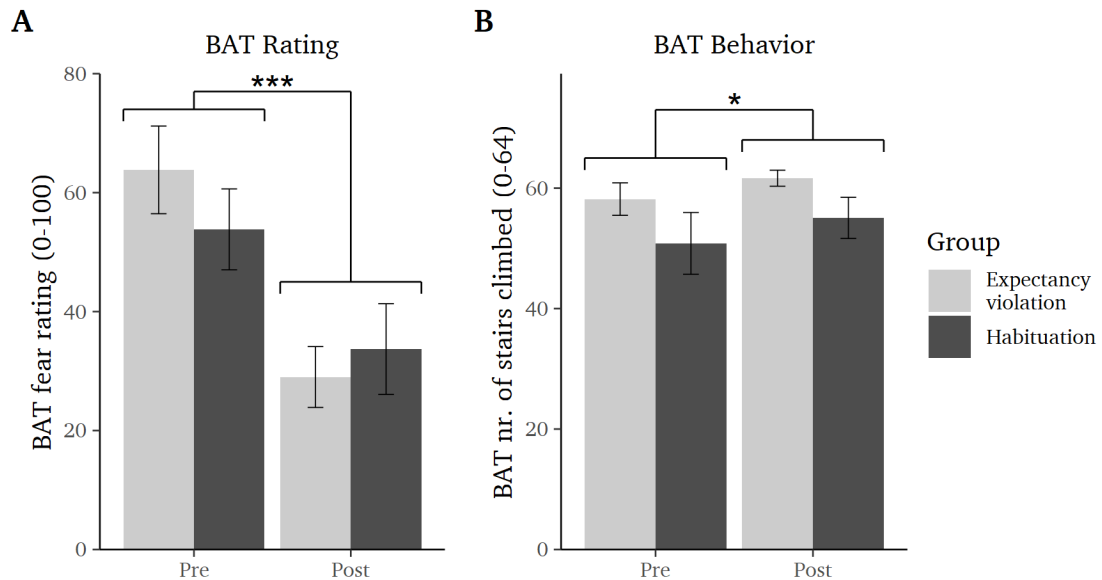 A
BAT Rating
BAT fear rating (0-100)
80
60
40
20
0
***
Pre
Post
B
BAT Behavior
BAT nr. of stairs climbed (0-64)
60
40
20
0
*
Pre
Post
Group
Expectancy
violation
Habituation